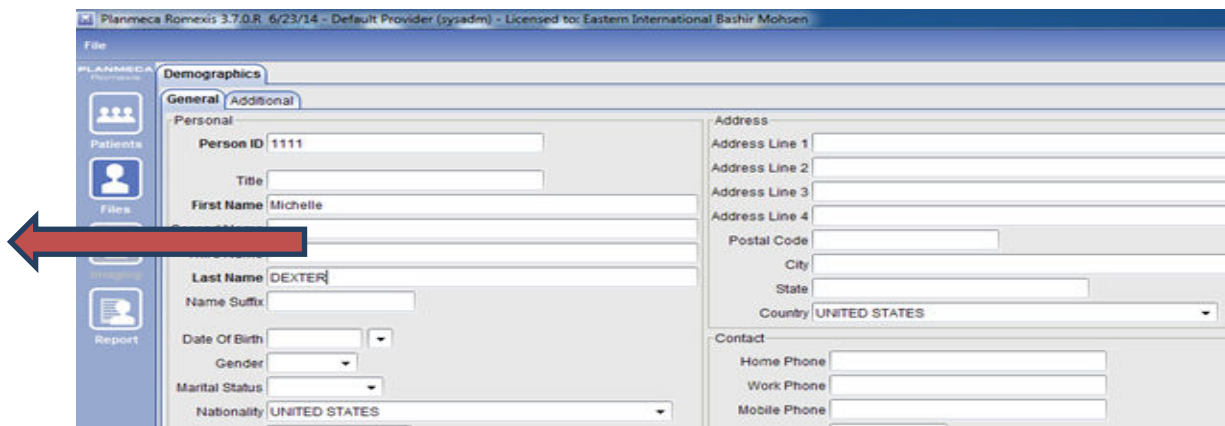 Planmeca Romexis 3.7.0.R 6/23/14 - Default Provider (sysadm) - Licensed to: Eastern International Bashir Mohsen
File
PLANMECA
Romexis
Patients
Files
Imaging
Report
Demographics
General Additional
Personal
Person ID 1111
Title
First Name Michelle
Last Name DEXTER
Name Suffix
Date Of Birth
Gender
Marital Status
Nationality UNITED STATES
Address
Address Line 1
Address Line 2
Address Line 3
Address Line 4
Postal Code
City
State
Country UNITED STATES
Contact
Home Phone
Work Phone
Mobile Phone